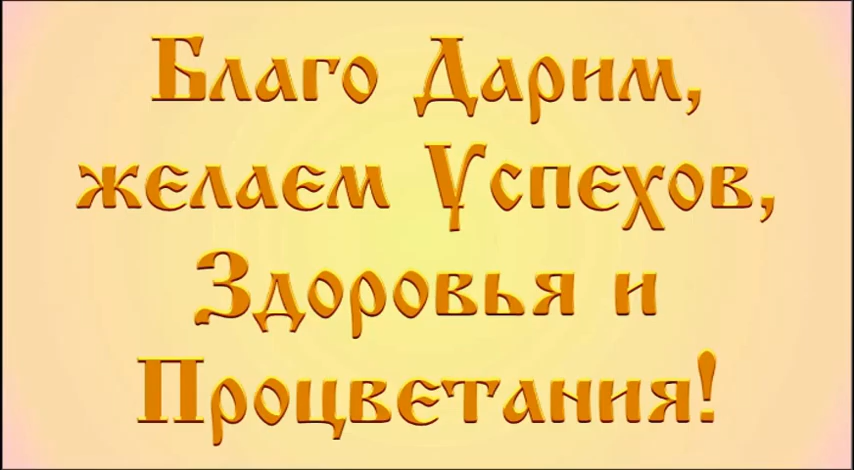 Благо Дарим,
желаем Успехов,
Здоровья и
Процветания!